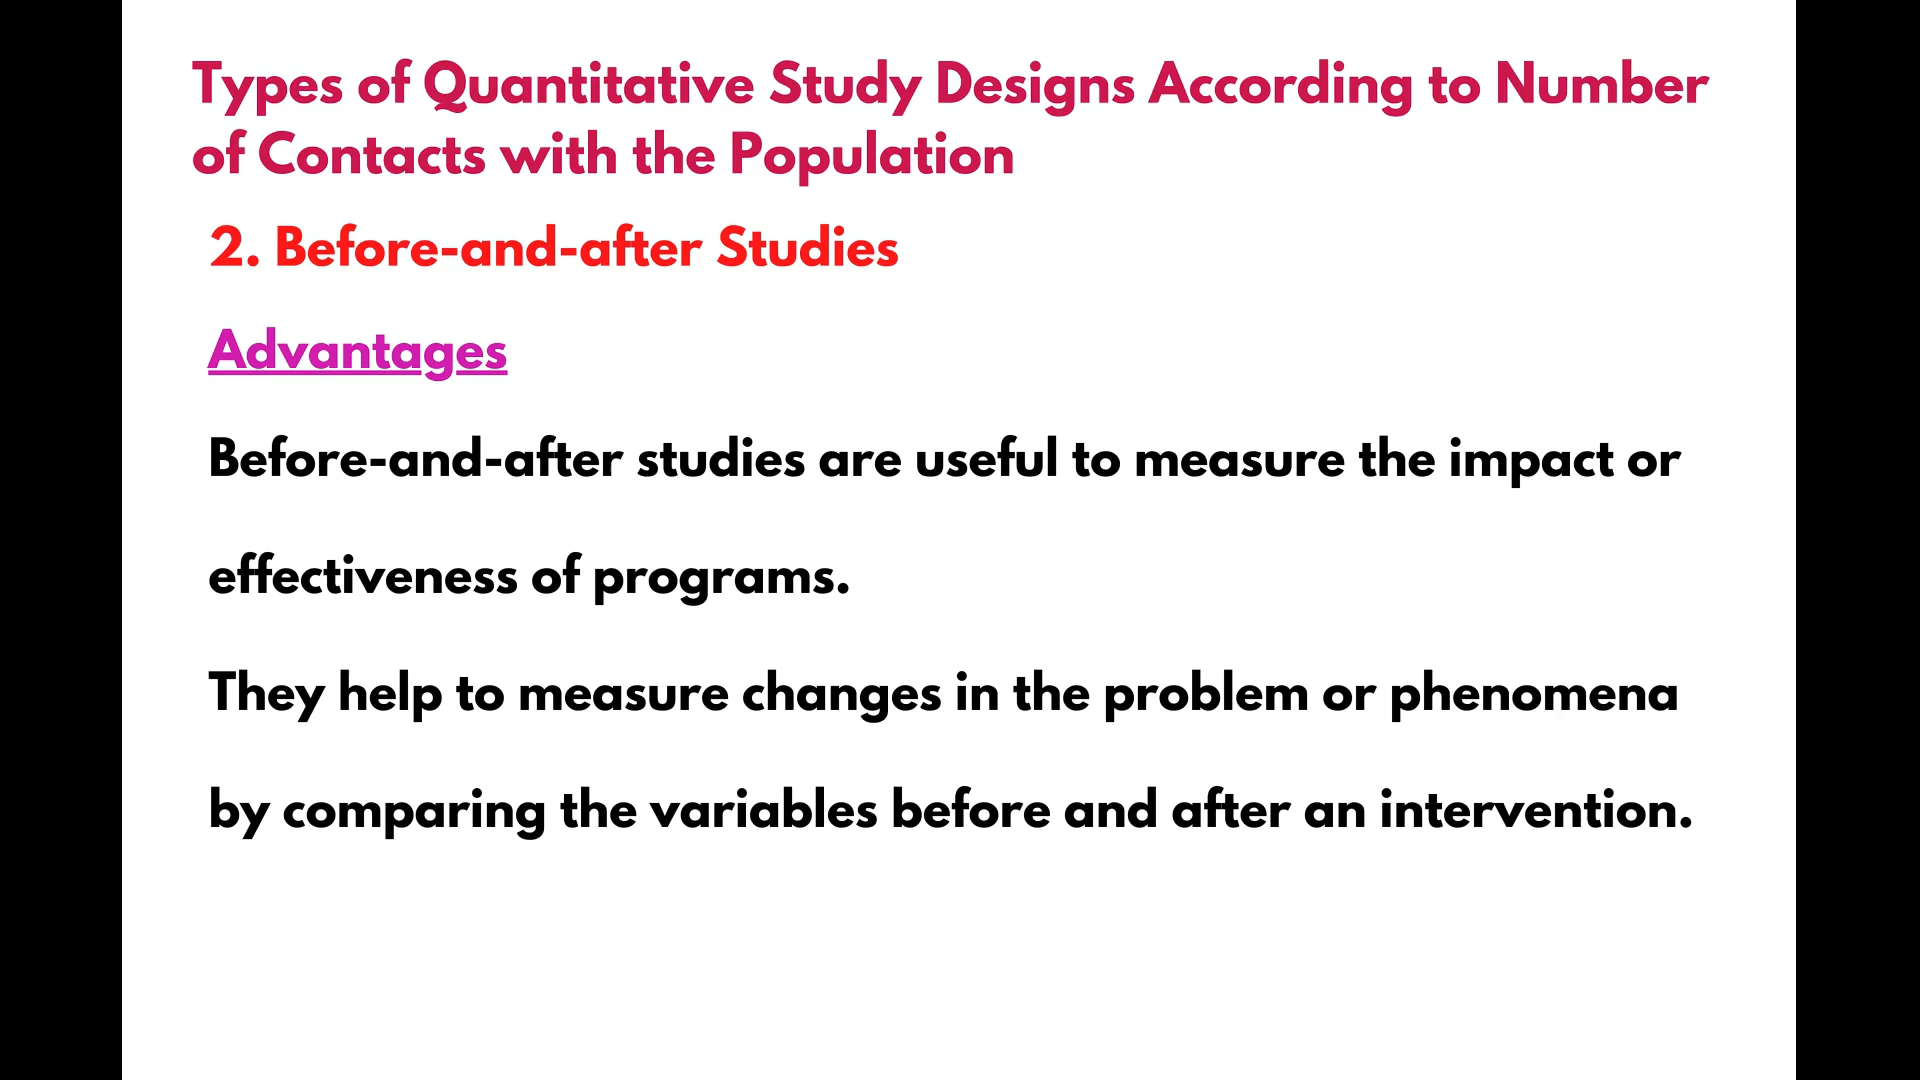 Types of Quantitative Study Designs According to Number
of Contacts with the Population
2. Before-and-after Studies
Advantages
Before-and-after studies are useful to measure the impact or
effectiveness of programs.
They help to measure changes in the problem or phenomena
by comparing the variables before and after an intervention.